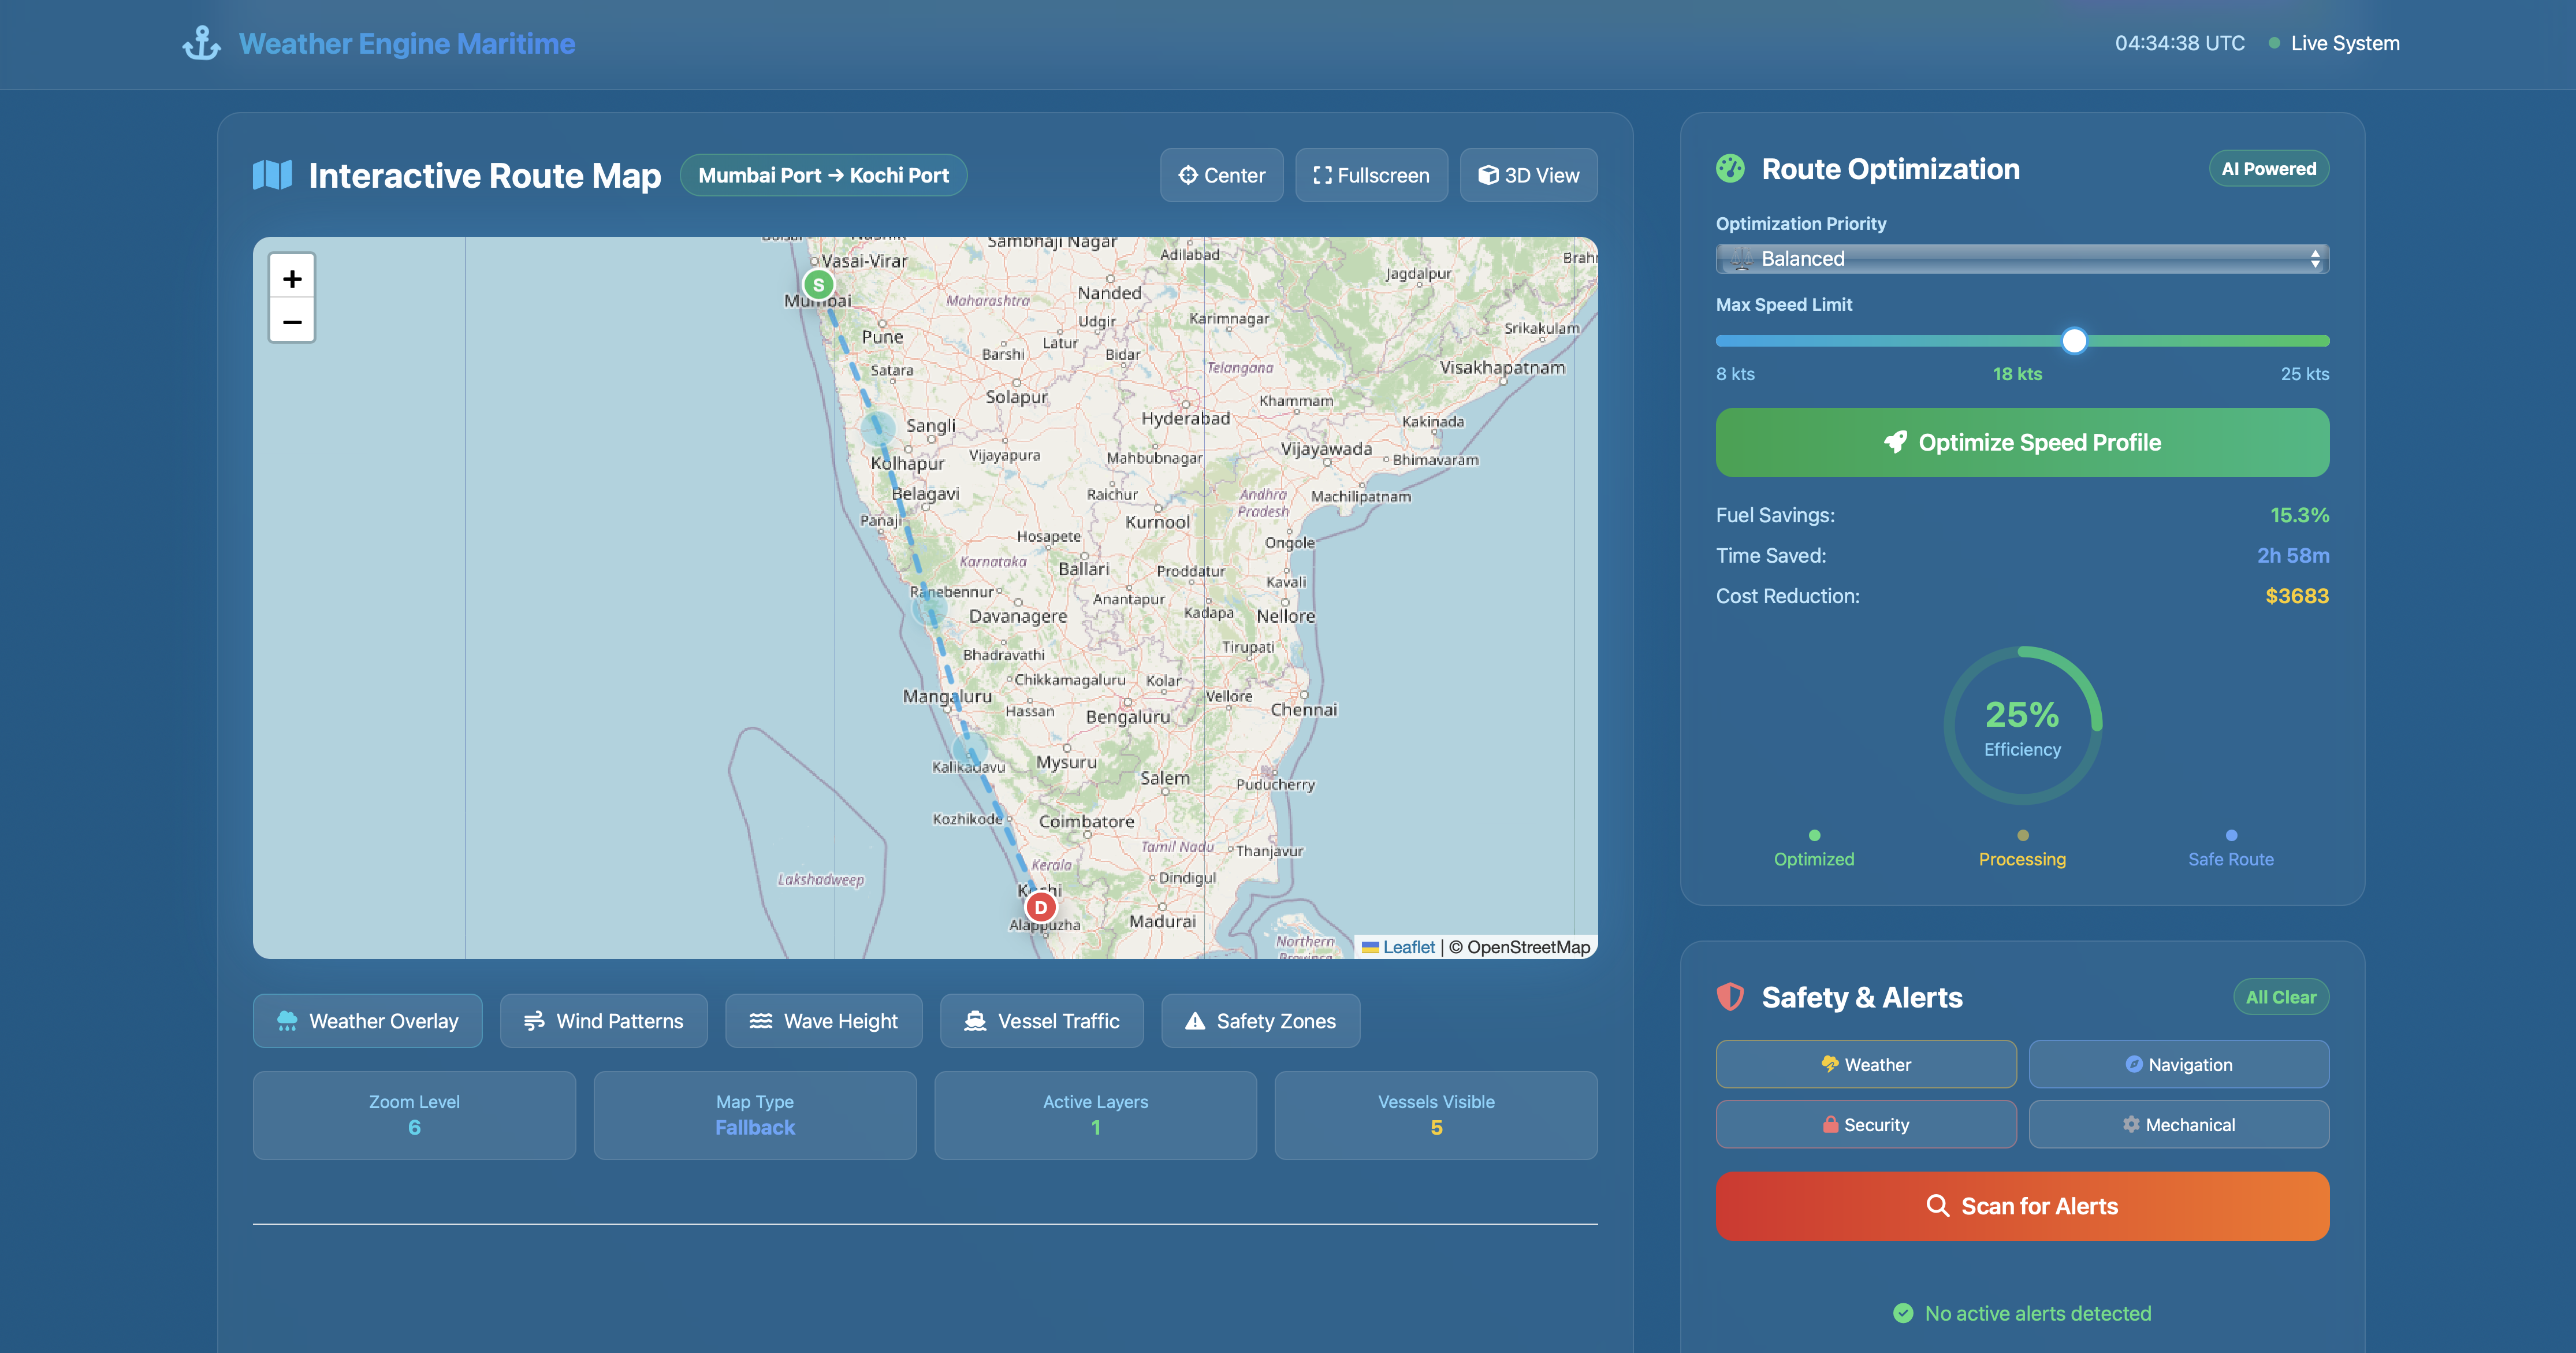 Weather Engine Maritime
04:34:38 UTC
Live System
Interactive Route Map
Mumbai Port → Kochi Port
Center
Fullscreen
3D View
+
−
Sambhaji Nagar
Adilabad
Vasai-Virar
Jagdalpur
S
Mumbai
Maharashtra
Nanded
Udgir
Karimnagar
Srikakulam
Pune
Latur
Barshi
Bidar
Satara
Telangana
Visakhapatnam
Solapur
Khammam
Hyderabad
Kakinada
Sangli
Vijayawada
Kolhapur
Vijayapura
Mahbubnagar
Bhimavaram
Belagavi
Raichur
Andhra
Pradesh
Machilipatnam
Panaji
Kurnool
Hosapete
Ongole
Karnataka
Ballari
Proddatur
Kavali
Ranebennur
Anantapur
Kadapa
Nellore
Davanagere
Bhadravathi
Tirupati
Chikkamagaluru
Kolar
Mangaluru
Vellore
Hassan
Bengaluru
Chennai
Mysuru
Kalikadavu
Salem
Puducherry
Kozhikode
Coimbatore
Tamil Nadu
Thanjavur
Kerala
Lakshadweep
Dindigul
Kochi
D
Alappuzha
Madurai
Northern
Leaflet | © OpenStreetMap
Weather Overlay
Wind Patterns
Wave Height
Vessel Traffic
Safety Zones
Zoom Level
6
Map Type
Fallback
Active Layers
1
Vessels Visible
5
Route Optimization
AI Powered
Optimization Priority
Balanced
Max Speed Limit
8 kts
18 kts
25 kts
Optimize Speed Profile
Fuel Savings:
15.3%
Time Saved:
2h 58m
Cost Reduction:
$3683
25%
Efficiency
Optimized
Processing
Safe Route
Safety & Alerts
All Clear
Weather
Navigation
Security
Mechanical
Scan for Alerts
No active alerts detected